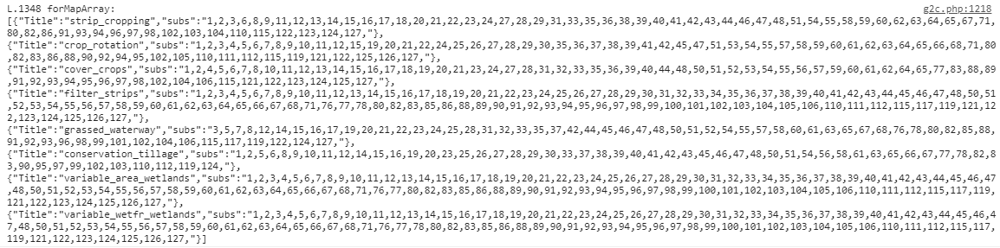 L.1348 forMapArray: g2c.php:1218
[{"Title":"strip_cropping","subs":"1,2,3,6,8,9,11,12,13,14,15,16,17,18,20,21,22,23,24,27,28,29,31,33,35,36,38,39,40,41,42,43,44,46,47,48,51,54,55,58,59,60,62,63,64,65,67,71,
80,82,86,91,93,94,96,97,98,102,103,104,110,115,122,123,124,127,"},
{"Title":"crop_rotation","subs":"1,2,3,4,5,6,7,8,9,10,11,12,15,19,20,21,22,24,25,26,27,28,29,30,35,36,37,38,39,41,42,45,47,51,53,54,55,57,58,59,60,61,62,63,64,65,66,68,71,80
,82,83,86,88,90,92,94,95,102,105,110,111,112,115,119,121,122,125,126,127,"},
{"Title":"cover_crops","subs":"1,2,4,5,6,7,8,10,11,12,13,14,15,16,17,18,19,20,21,23,24,27,28,31,32,33,35,36,39,40,44,48,50,51,52,53,54,55,56,57,59,60,61,62,64,65,77,83,88,89
,91,92,93,94,95,96,97,98,102,104,106,115,121,122,124,125,127,"},
{"Title":"filter_strips","subs":"1,2,3,4,5,6,7,8,9,10,11,12,13,14,15,16,17,18,19,20,21,22,23,24,25,26,27,28,29,30,31,32,33,34,35,36,37,38,39,40,41,42,43,44,45,46,47,48,50,51
,52,53,54,55,56,57,58,59,60,61,62,63,64,65,66,67,68,71,76,77,78,80,82,83,85,86,88,89,90,91,92,93,94,95,96,97,98,99,100,101,102,103,104,105,106,110,111,112,115,117,119,121,12
2,123,124,125,126,127,"},
{"Title":"grassed_waterway","subs":"3,5,7,8,12,14,15,16,17,19,20,21,22,23,24,25,28,31,32,33,35,37,42,44,45,46,47,48,50,51,52,54,55,57,58,60,61,63,65,67,68,76,78,80,82,85,88,
91,92,93,96,98,99,101,102,104,106,115,117,119,122,124,127,"},
{"Title":"conservation_tillage","subs":"1,2,5,6,8,9,10,11,12,14,15,16,19,20,23,25,26,27,28,29,30,33,37,38,39,40,41,42,43,45,46,47,48,50,51,54,56,58,61,63,65,66,67,77,78,82,8
3,90,95,97,99,102,103,110,112,119,124,"},
{"Title":"variable_area_wetlands","subs":"1,2,3,4,5,6,7,8,9,10,11,12,13,14,15,16,17,18,19,20,21,22,23,24,25,26,27,28,29,30,31,32,33,34,35,36,37,38,39,40,41,42,43,44,45,46,47
,48,50,51,52,53,54,55,56,57,58,59,60,61,62,63,64,65,66,67,68,71,76,77,80,82,83,85,86,88,89,90,91,92,93,94,95,96,97,98,99,100,101,102,103,104,105,106,110,111,112,115,117,119,
121,122,123,124,125,126,127,"},
{"Title":"variable_wetfr_wetlands","subs":"1,2,3,4,5,6,7,8,9,10,11,12,13,14,15,16,17,18,19,20,21,22,23,24,25,26,27,28,29,30,31,32,33,34,35,36,37,38,39,40,41,42,43,44,45,46,4
7,48,50,51,52,53,54,55,56,57,58,59,60,61,62,63,64,65,66,67,68,71,76,77,78,80,82,83,85,86,88,89,90,91,92,93,94,95,96,97,98,99,100,101,102,103,104,105,106,110,111,112,115,117,
119,121,122,123,124,125,126,127,"}]